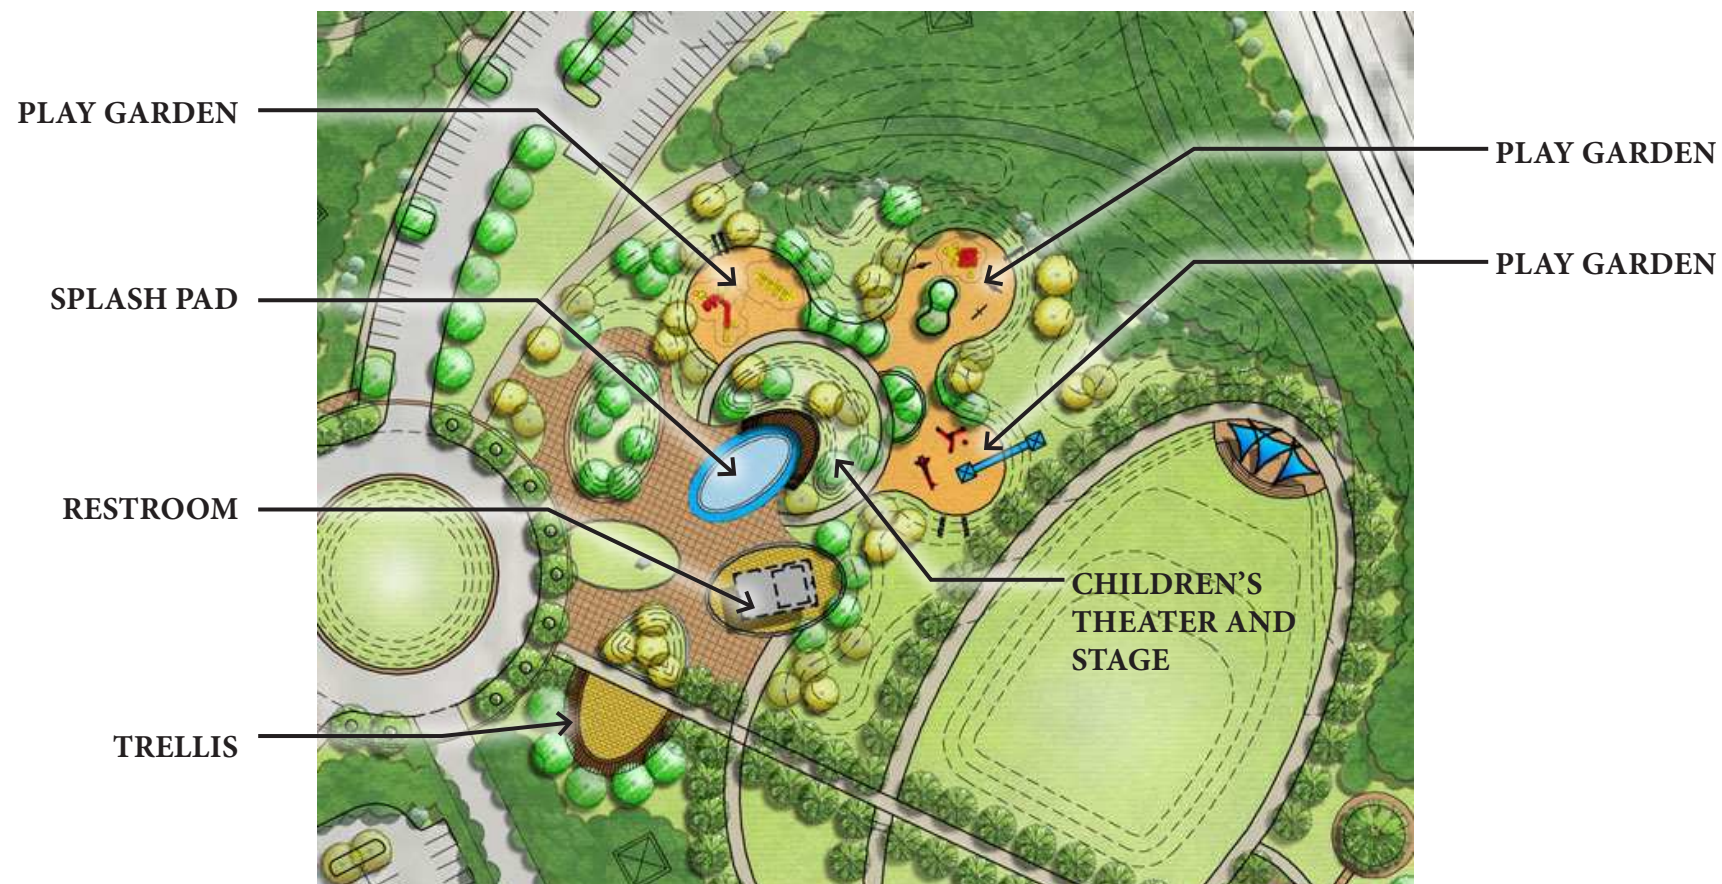 PLAY GARDEN
SPLASH PAD
RESTROOM
TRELLIS
PLAY GARDEN
PLAY GARDEN
CHILDREN’S
THEATER AND
STAGE